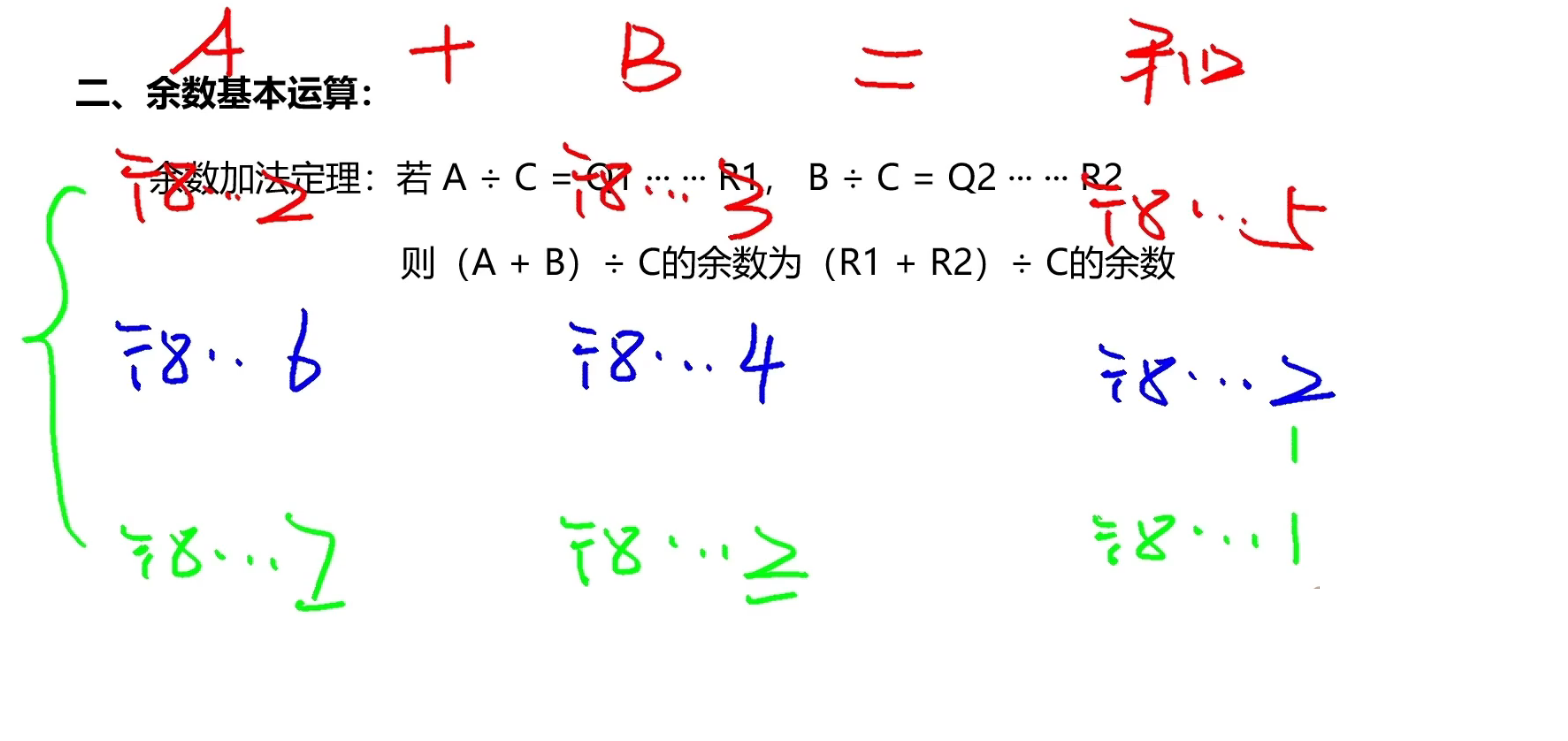 A + B = 和
二、余数基本运算：
余数加法定理：若 A ÷ C = Q1 ··· ··· R1， B ÷ C = Q2 ··· ··· R2
÷8···2 ÷8···3 ÷8···5
则（A + B）÷ C的余数为（R1 + R2）÷ C的余数
÷8··6 ÷8···4 ÷8···2
1
÷8···7 ÷8···2 ÷8···1